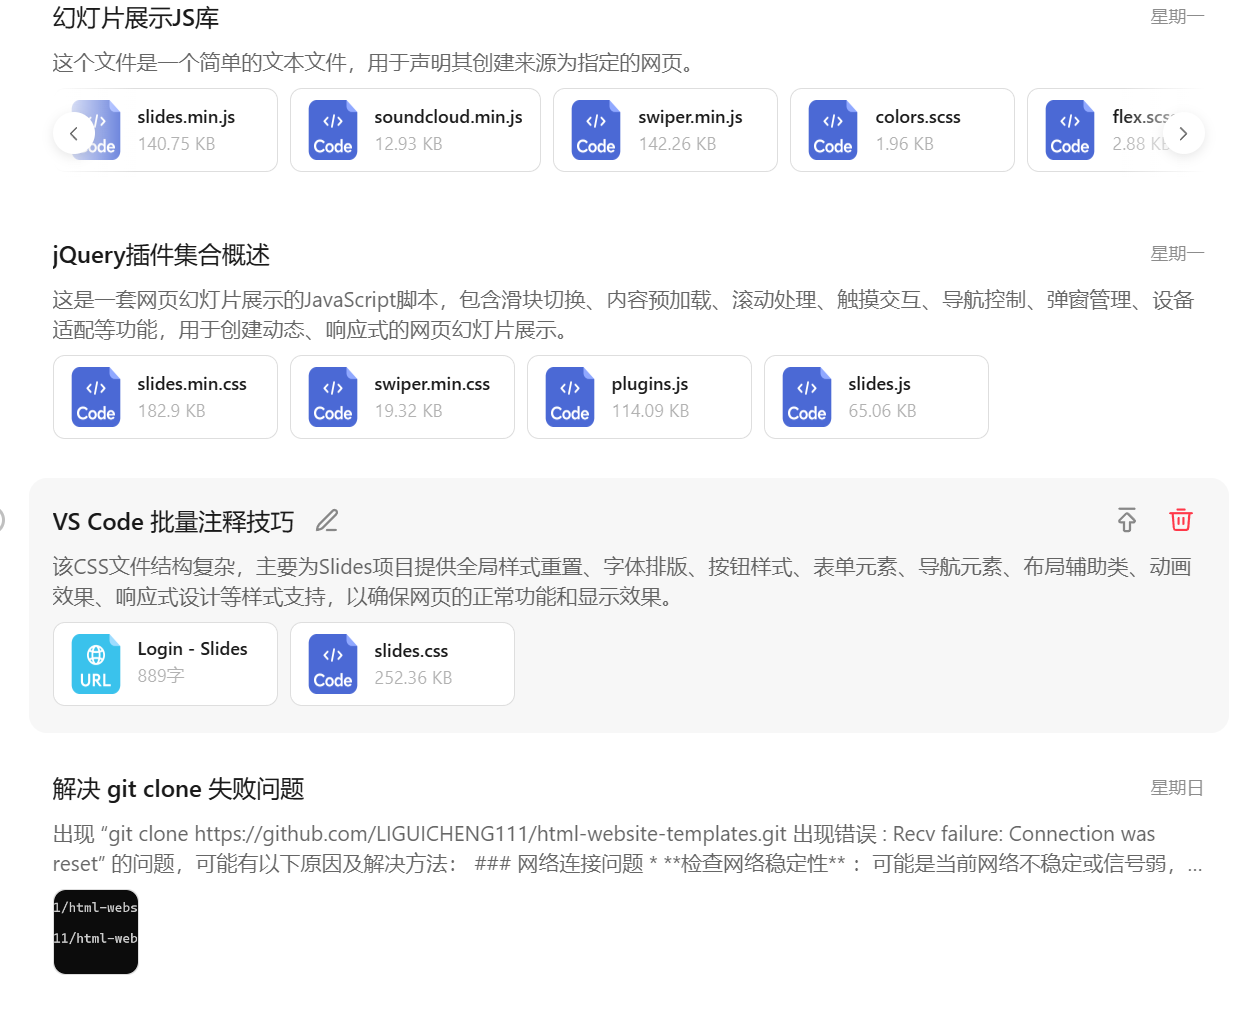 幻灯片展示JS库
星期一
这个文件是一个简单的文本文件，用于声明其创建来源为指定的网页。
slides.min.js
140.75 KB
Code
soundcloud.min.js
12.93 KB
Code
swiper.min.js
142.26 KB
Code
colors.scss
1.96 KB
Code
flex.scss
2.88 KB
jQuery插件集合概述
星期一
这是一套网页幻灯片展示的JavaScript脚本，包含滑块切换、内容预加载、滚动处理、触摸交互、导航控制、弹窗管理、设备
适配等功能，用于创建动态、响应式的网页幻灯片展示。
Code
slides.min.css
182.9 KB
Code
swiper.min.css
19.32 KB
Code
plugins.js
114.09 KB
Code
slides.js
65.06 KB
VS Code 批量注释技巧
该CSS文件结构复杂，主要为Slides项目提供全局样式重置、字体排版、按钮样式、表单元素、导航元素、布局辅助类、动画
效果、响应式设计等样式支持，以确保网页的正常功能和显示效果。
URL
Login - Slides
889字
Code
slides.css
252.36 KB
解决 git clone 失败问题
星期日
出现 “git clone https://github.com/LIGUICHENG111/html-website-templates.git 出现错误 : Recv failure: Connection was
reset” 的问题，可能有以下原因及解决方法： ### 网络连接问题 * **检查网络稳定性** ：可能是当前网络不稳定或信号弱，...
1/html-webs
11/html-web